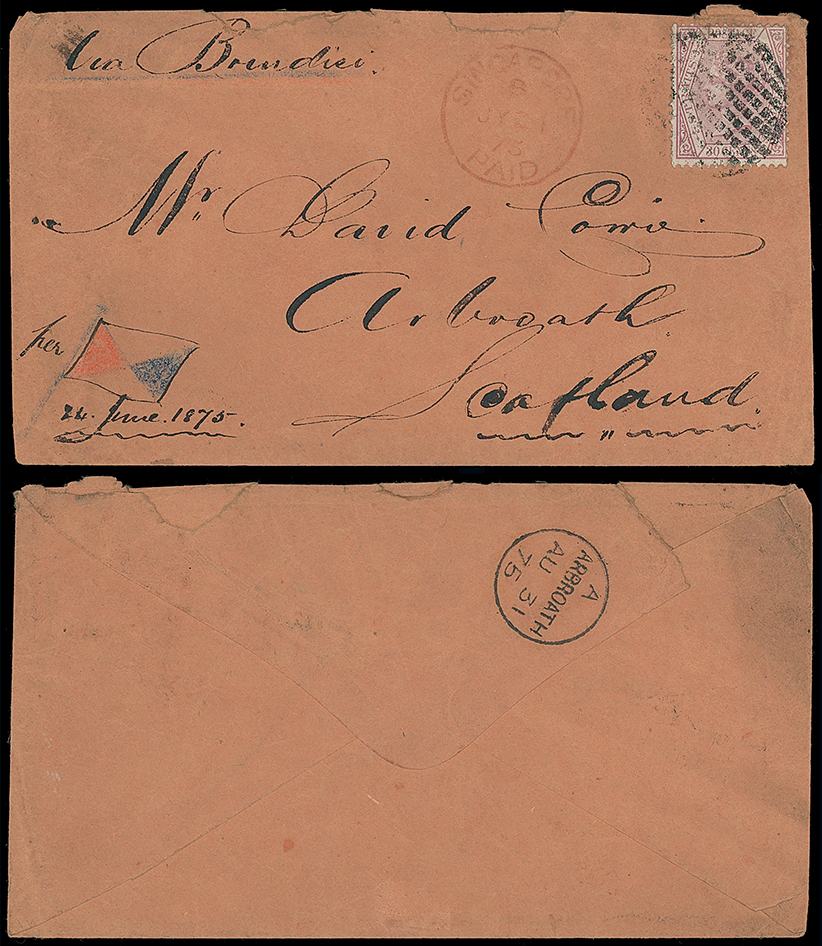 Via Brindisi.
SINGAPORE
B
JY
75
PAID
POSTAGE
Mr. David Cowie.
Arbroath
Scotland
per
24. June. 1875.
A
ARBROATH
AU 31
75